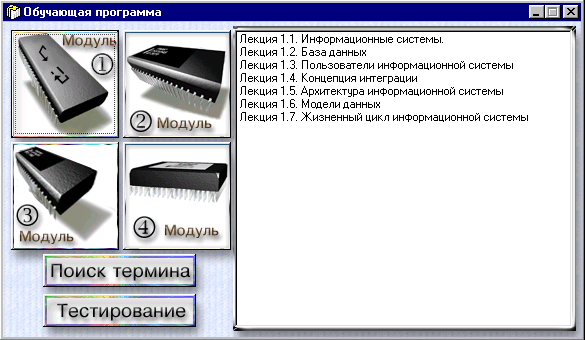 Обучающая программа
Модуль
1
2
Модуль
3
Модуль
4
Модуль
Поиск термина
Тестирование
Лекция 1.1. Информационные системы.
Лекция 1.2. База данных
Лекция 1.3. Пользователи информационной системы
Лекция 1.4. Концепция интеграции
Лекция 1.5. Архитектура информационной системы
Лекция 1.6. Модели данных
Лекция 1.7. Жизненный цикл информационной системы